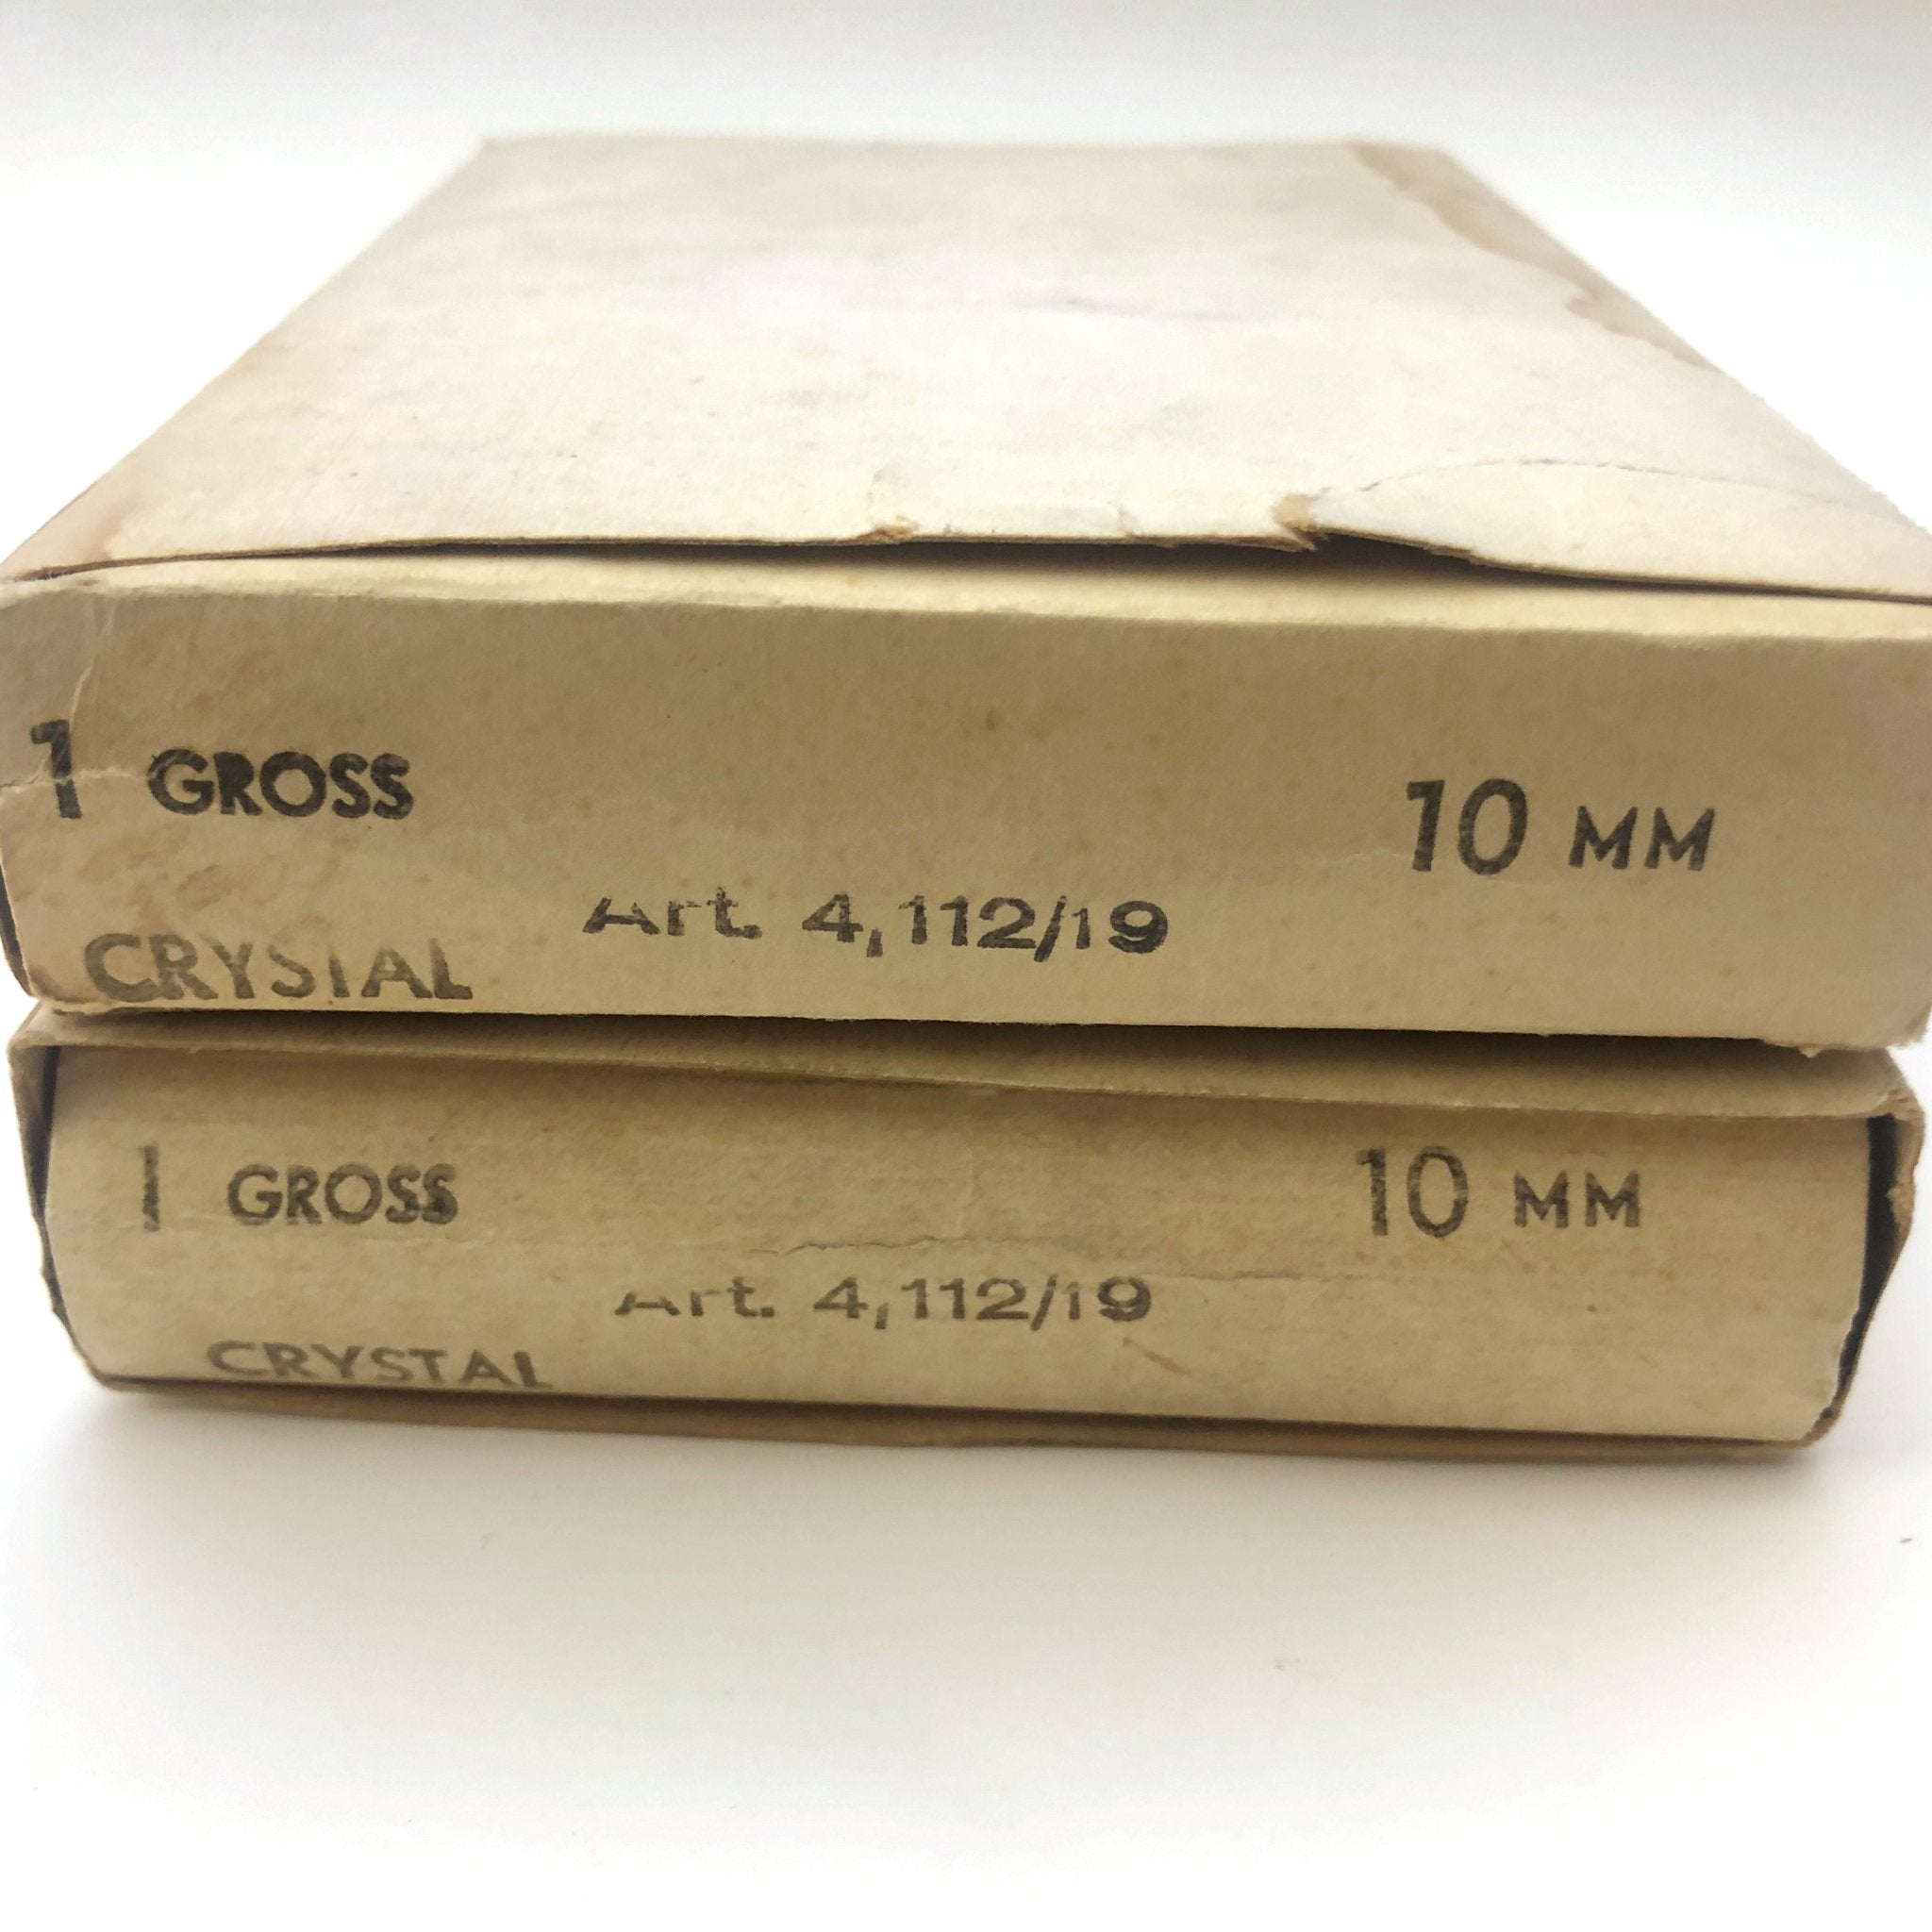 1 GROSS 10 MM
Art. 4,112/19
CRYSTAL
1 GROSS 10 MM
Art. 4,112/19
CRYSTAL